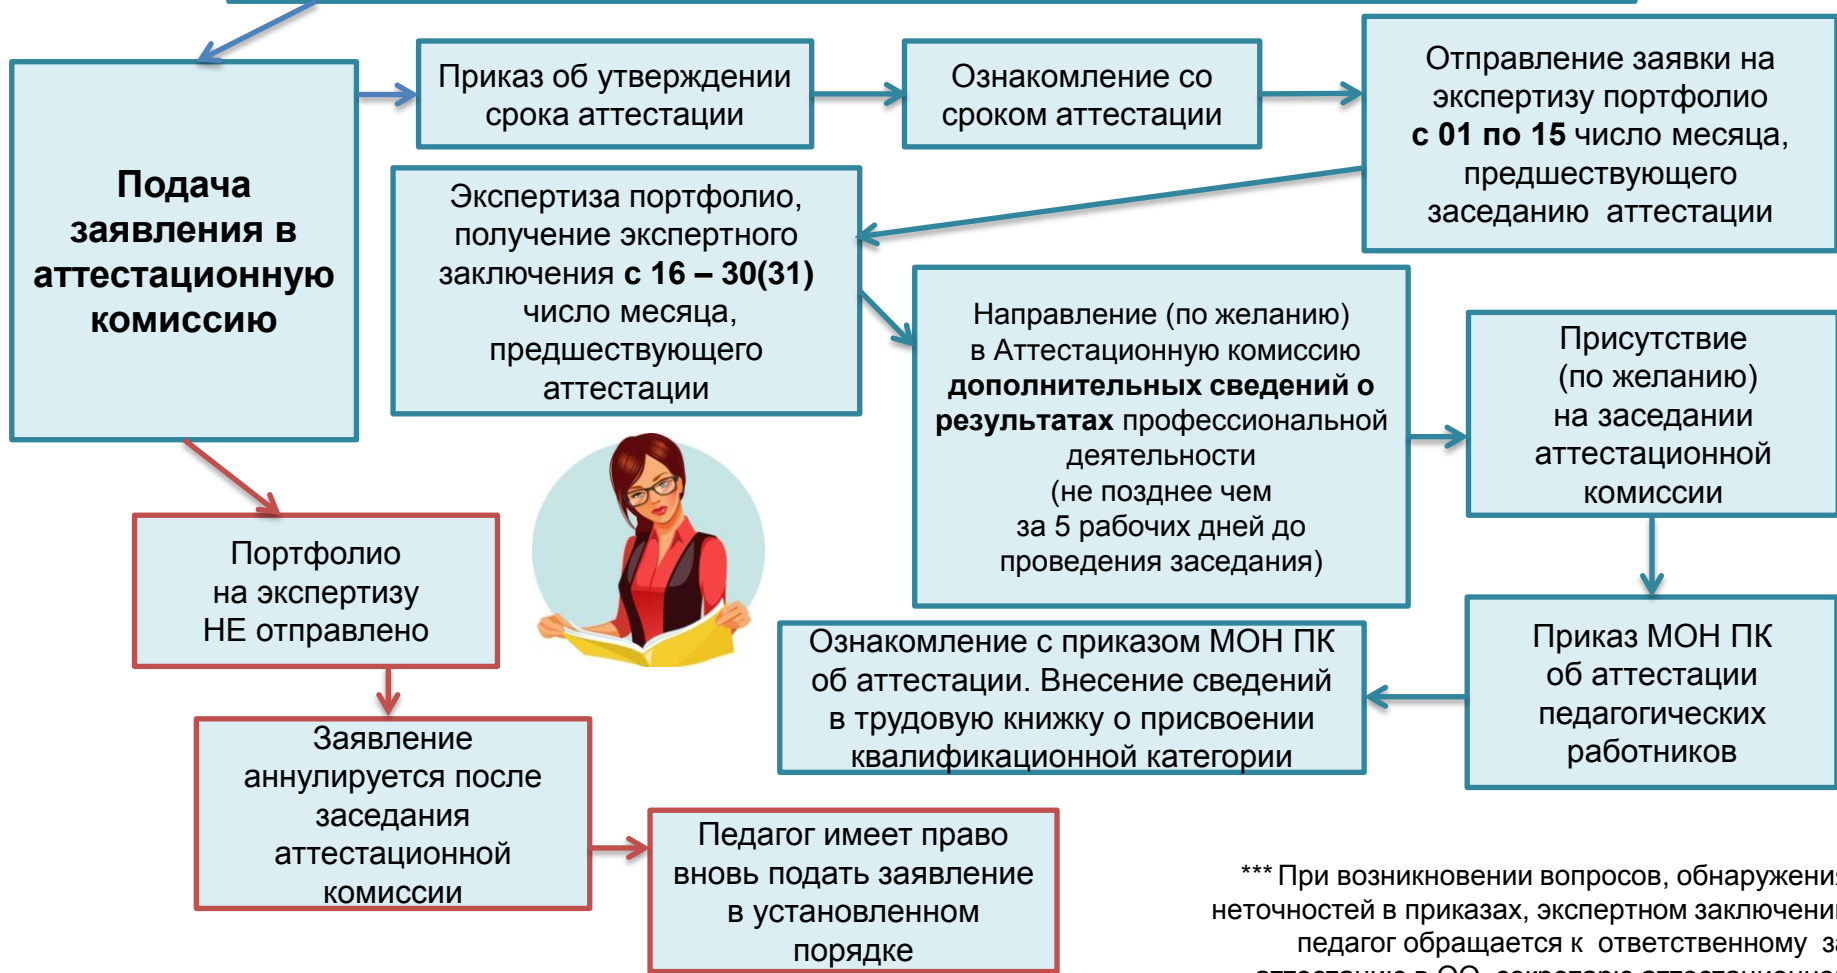 Подача
заявления в
аттестационную
комиссию
Приказ об утверждении
срока аттестации
Ознакомление со
сроком аттестации
Отправление заявки на
экспертизу портфолио
с 01 по 15 число месяца,
предшествующего
заседанию аттестации
Экспертиза портфолио,
получение экспертного
заключения с 16 – 30(31)
число месяца,
предшествующего
аттестации
Направление (по желанию)
в Аттестационную комиссию
дополнительных сведений о
результатах профессиональной
деятельности
(не позднее чем
за 5 рабочих дней до
проведения заседания)
Присутствие
(по желанию)
на заседании
аттестационной
комиссии
Приказ МОН ПК
об аттестации
педагогических
работников
Ознакомление с приказом МОН ПК
об аттестации. Внесение сведений
в трудовую книжку о присвоении
квалификационной категории
Портфолио
на экспертизу
НЕ отправлено
Заявление
аннулируется после
заседания
аттестационной
комиссии
Педагог имеет право
вновь подать заявление
в установленном
порядке
*** При возникновении вопросов, обнаружения
неточностей в приказах, экспертном заключении
педагог обращается к ответственному за